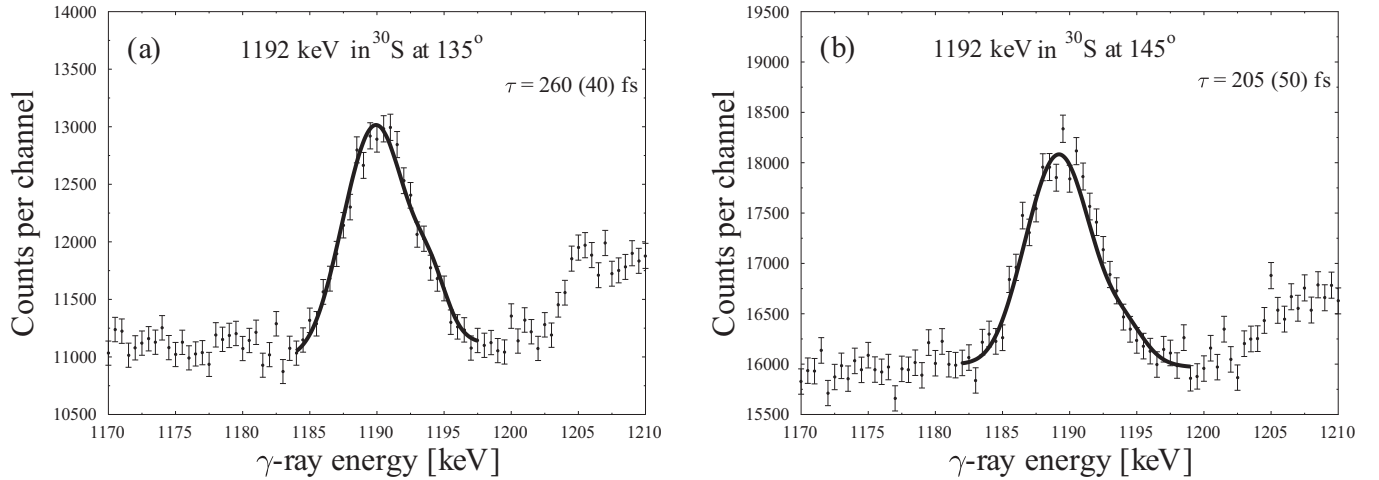 (a)
1192 keV in ³⁰S at 135°
τ = 260 (40) fs
Counts per channel
14000
13500
13000
12500
12000
11500
11000
10500
1170 1175 1180 1185 1190 1195 1200 1205 1210
γ-ray energy [keV]
(b)
1192 keV in ³⁰S at 145°
τ = 205 (50) fs
Counts per channel
19500
19000
18500
18000
17500
17000
16500
16000
15500
1170 1175 1180 1185 1190 1195 1200 1205 1210
γ-ray energy [keV]